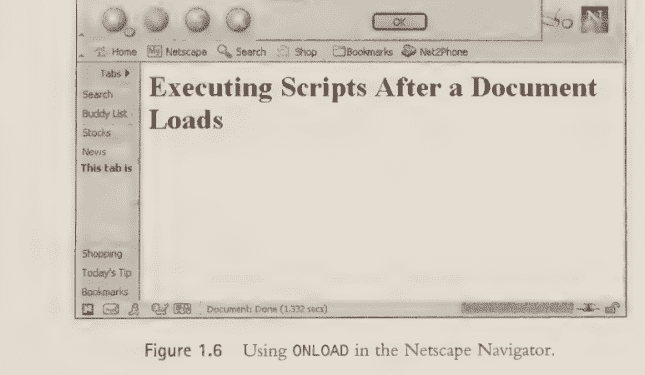 OK
N
Home My Netscape Search Shop Bookmarks Net2Phone
Tabs
Search
Buddy List
Stocks
News
This tab is
Executing Scripts After a Document
Loads
Shopping
Today's Tip
Bookmarks
Document: Done (1.332 secs)
Figure 1.6 Using ONLOAD in the Netscape Navigator.